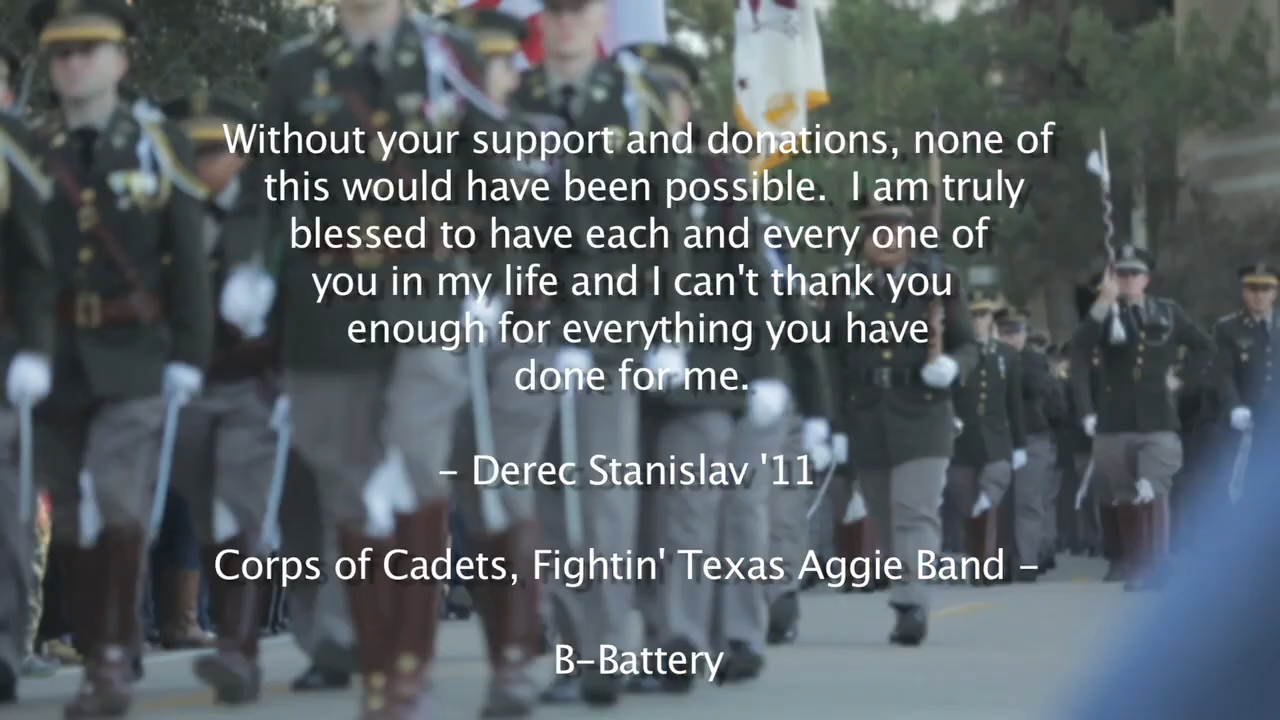 Without your support and donations, none of
this would have been possible.  I am truly
blessed to have each and every one of
you in my life and I can't thank you
enough for everything you have
done for me.
– Derec Stanislav '11
Corps of Cadets, Fightin' Texas Aggie Band –
B–Battery